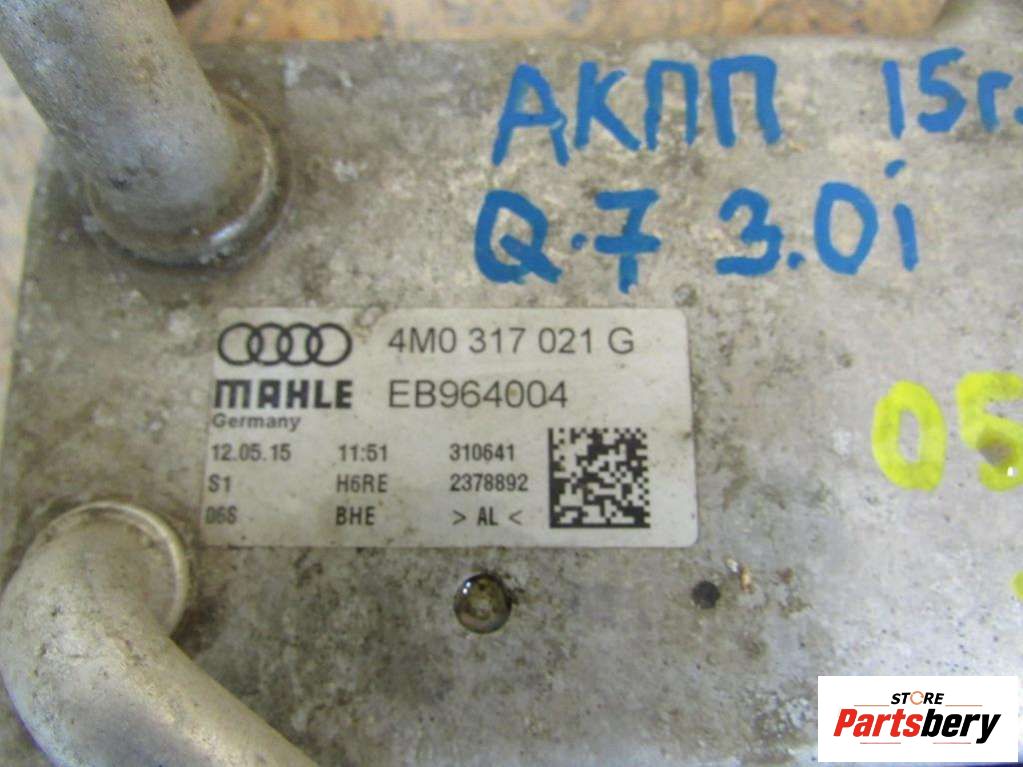 АКПП 15г.
Q.7 3.0i
4M0 317 021 G
MAHLE EB964004
Germany
12.05.15 11:51 310641
S1 H6RE 2378892
06S BHE > AL <
05
STORE
Partsbery